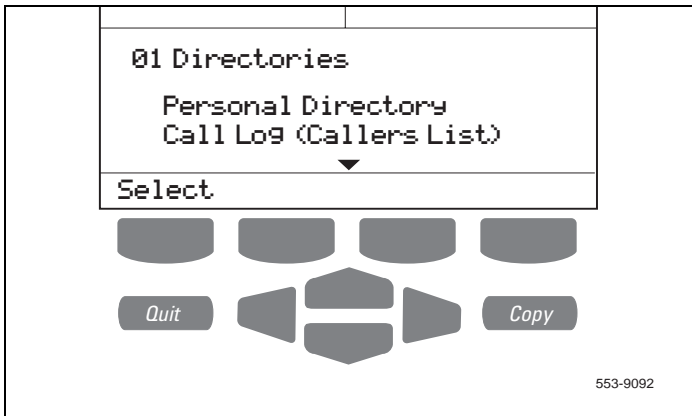 01 Directories
Personal Directory
Call Log (Callers List)
Select
Quit
Copy
553-9092